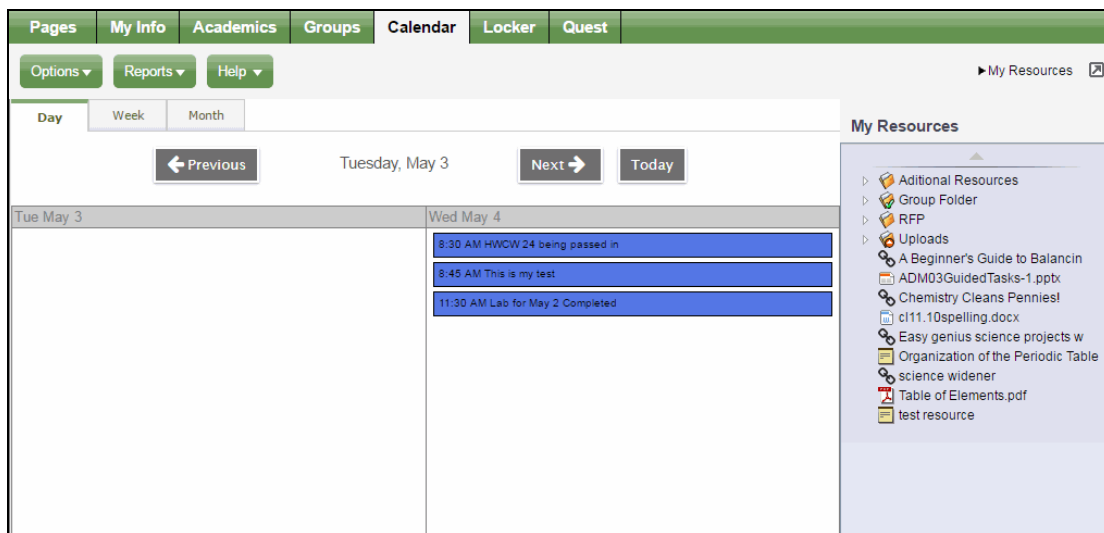 Pages My Info Academics Groups Calendar Locker Quest
Options Reports Help
My Resources
Day Week Month
My Resources
Previous Tuesday, May 3 Next Today
Tue May 3 Wed May 4
8:30 AM HWCW 24 being passed in
8:45 AM This is my test
11:30 AM Lab for May 2 Completed
Aditional Resources
Group Folder
RFP
Uploads
A Beginner's Guide to Balancin
ADM03GuidedTasks-1.pptx
Chemistry Cleans Pennies!
cl11.10spelling.docx
Easy genius science projects w
Organization of the Periodic Table
science widener
Table of Elements.pdf
test resource